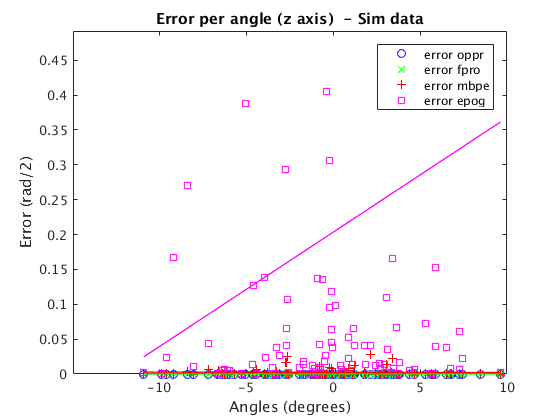 Error per angle (z axis)  - Sim data
error oppr
error fpro
error mbpe
error epog
0.45
0.4
0.35
0.3
0.25
0.2
0.15
0.1
0.05
0
Error (rad/2)
-10
-5
0
5
10
Angles (degrees)